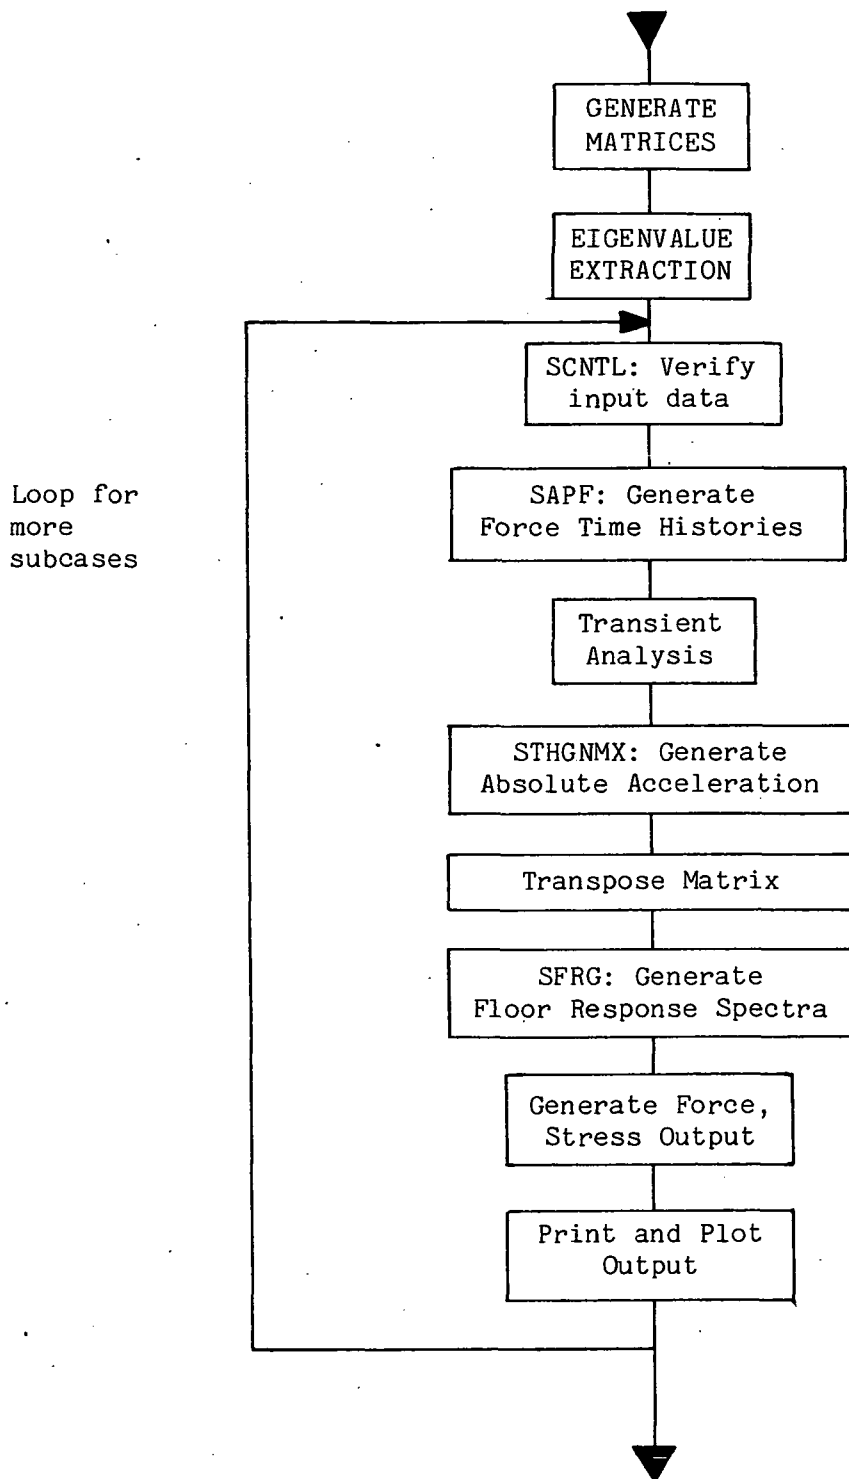 GENERATE
MATRICES
EIGENVALUE
EXTRACTION
SCNTL: Verify
input data
Loop for
more
subcases
SAPF: Generate
Force Time Histories
Transient
Analysis
STHGNMX: Generate
Absolute Acceleration
Transpose Matrix
SFRG: Generate
Floor Response Spectra
Generate Force,
Stress Output
Print and Plot
Output